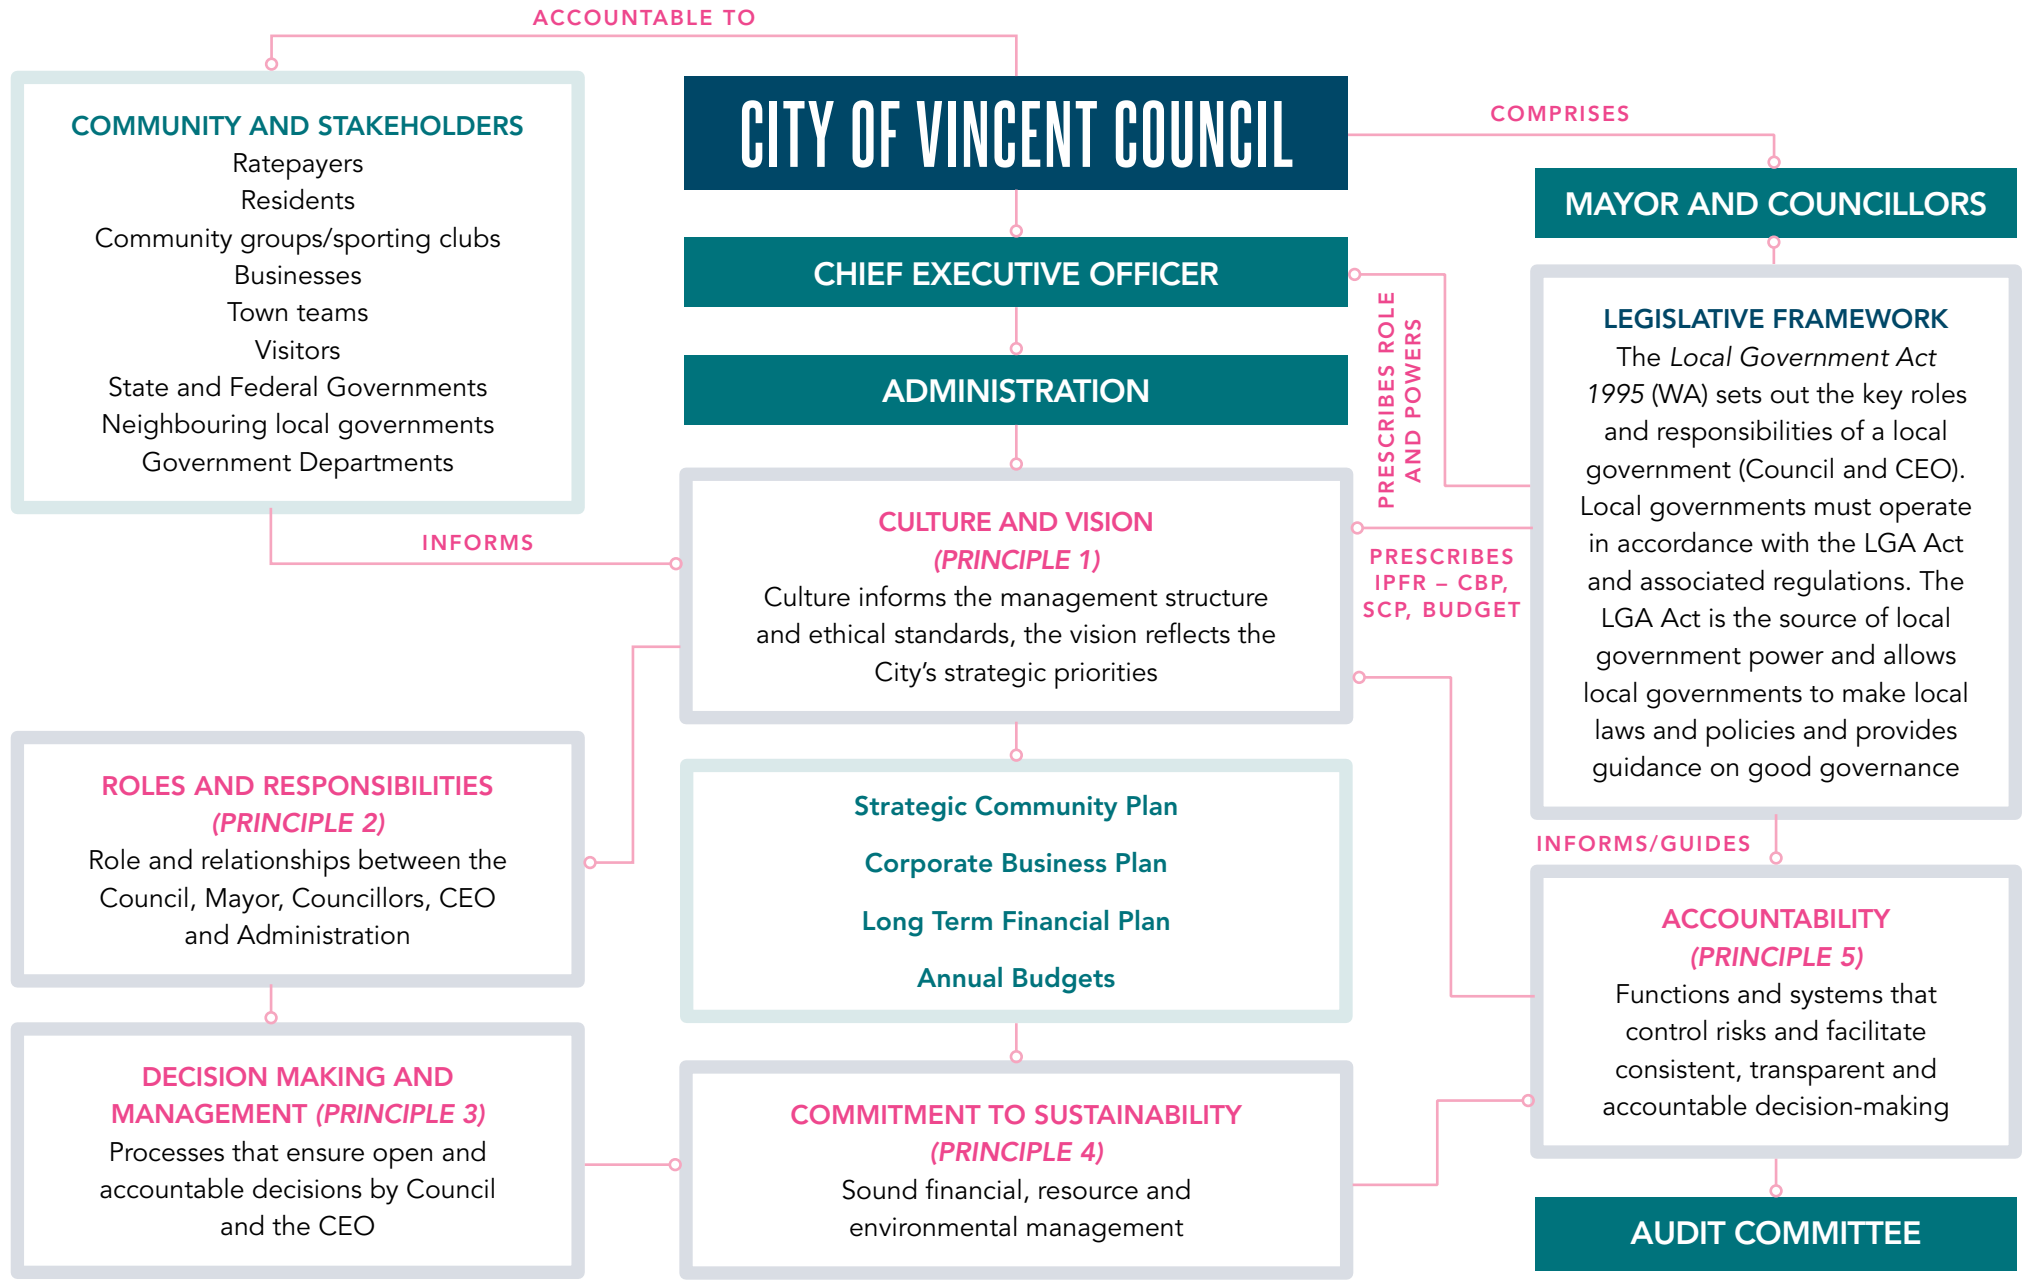 ACCOUNTABLE TO
COMMUNITY AND STAKEHOLDERS
Ratepayers
Residents
Community groups/sporting clubs
Businesses
Town teams
Visitors
State and Federal Governments
Neighbouring local governments
Government Departments
CITY OF VINCENT COUNCIL
COMPRISES
MAYOR AND COUNCILLORS
CHIEF EXECUTIVE OFFICER
ADMINISTRATION
PRESCRIBES ROLE
AND POWERS
LEGISLATIVE FRAMEWORK
The Local Government Act
1995 (WA) sets out the key roles
and responsibilities of a local
government (Council and CEO).
Local governments must operate
in accordance with the LGA Act
and associated regulations. The
LGA Act is the source of local
government power and allows
local governments to make local
laws and policies and provides
guidance on good governance
INFORMS
CULTURE AND VISION
(PRINCIPLE 1)
Culture informs the management structure
and ethical standards, the vision reflects the
City’s strategic priorities
PRESCRIBES
IPFR – CBP,
SCP, BUDGET
ROLES AND RESPONSIBILITIES
(PRINCIPLE 2)
Role and relationships between the
Council, Mayor, Councillors, CEO
and Administration
Strategic Community Plan
Corporate Business Plan
Long Term Financial Plan
Annual Budgets
INFORMS/GUIDES
ACCOUNTABILITY
(PRINCIPLE 5)
Functions and systems that
control risks and facilitate
consistent, transparent and
accountable decision-making
DECISION MAKING AND
MANAGEMENT (PRINCIPLE 3)
Processes that ensure open and
accountable decisions by Council
and the CEO
COMMITMENT TO SUSTAINABILITY
(PRINCIPLE 4)
Sound financial, resource and
environmental management
AUDIT COMMITTEE